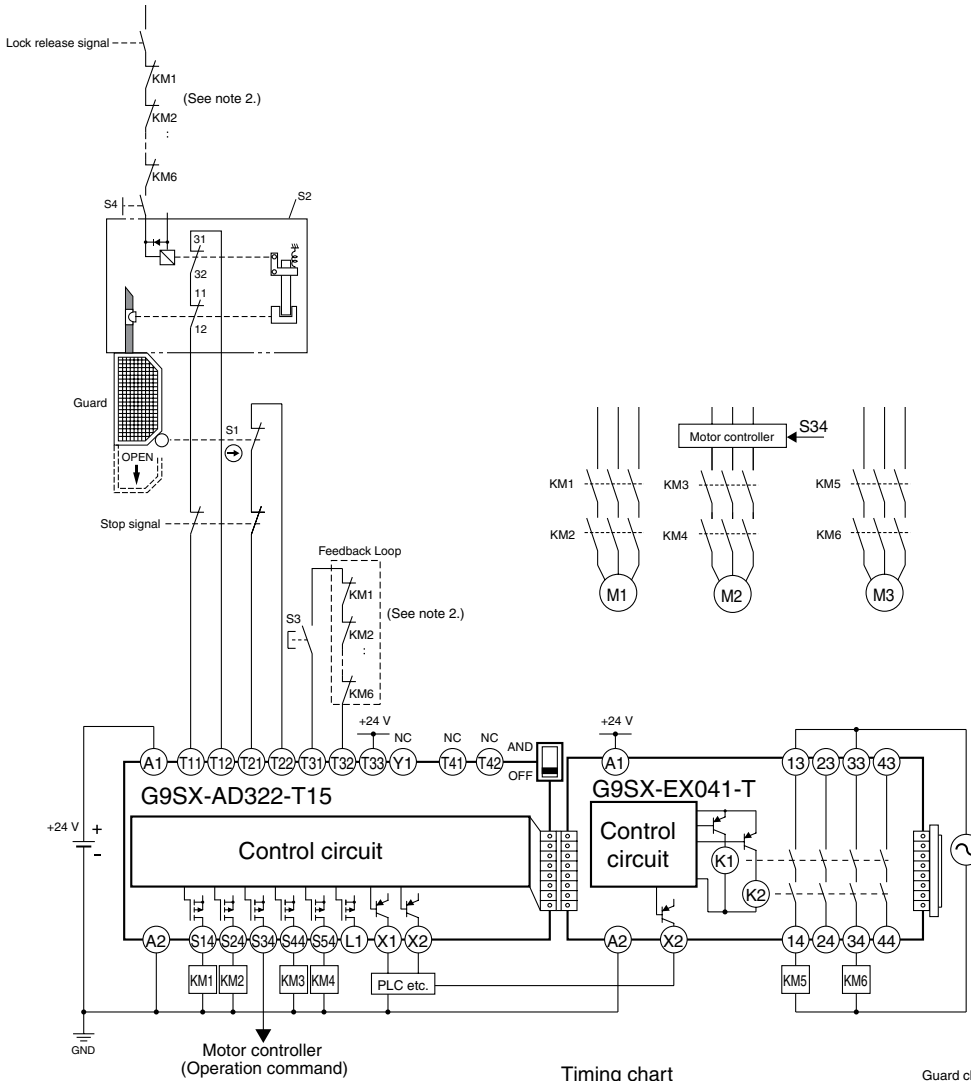 Lock release signal
KM1
(See note 2.)
KM2
:
KM6
S4
S2
31
32
11
12
Guard
S1
OPEN
Stop signal
Feedback Loop
KM1
S3
(See note 2.)
KM2
:
KM6
Motor controller
S34
KM1
KM3
KM5
KM2
KM4
KM6
M1
M2
M3
+24 V
NC
NC
NC
AND
OFF
A1
T11
T12
T21
T22
T31
T32
T33
Y1
T41
T42
G9SX-AD322-T15
Control circuit
+24 V
+
-
A2
S14
S24
S34
S44
S54
L1
X1
X2
KM1
KM2
KM3
KM4
PLC etc.
GND
Motor controller
(Operation command)
+24 V
A1
13
23
33
43
G9SX-EX041-T
Control
circuit
K1
K2
A2
X2
14
24
34
44
KM5
KM6
Timing chart